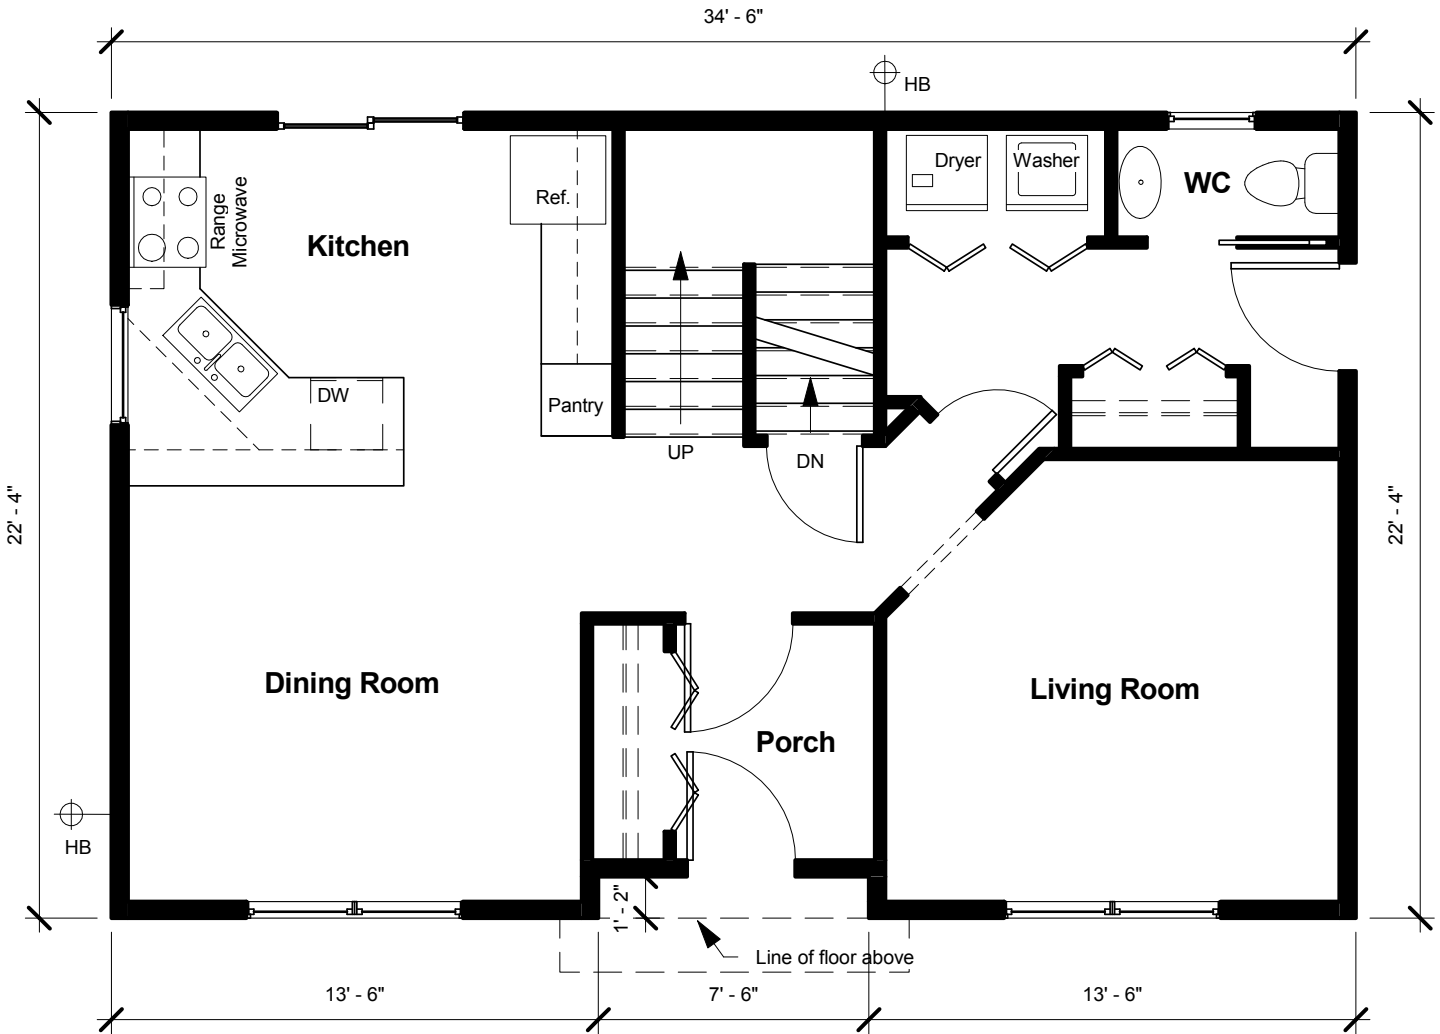 34' - 6"
HB
Dryer
Washer
WC
Ref.
Range
Microwave
Kitchen
DW
Pantry
UP
DN
22' - 4"
22' - 4"
Dining Room
Living Room
Porch
HB
1' - 2"
Line of floor above
13' - 6"
7' - 6"
13' - 6"